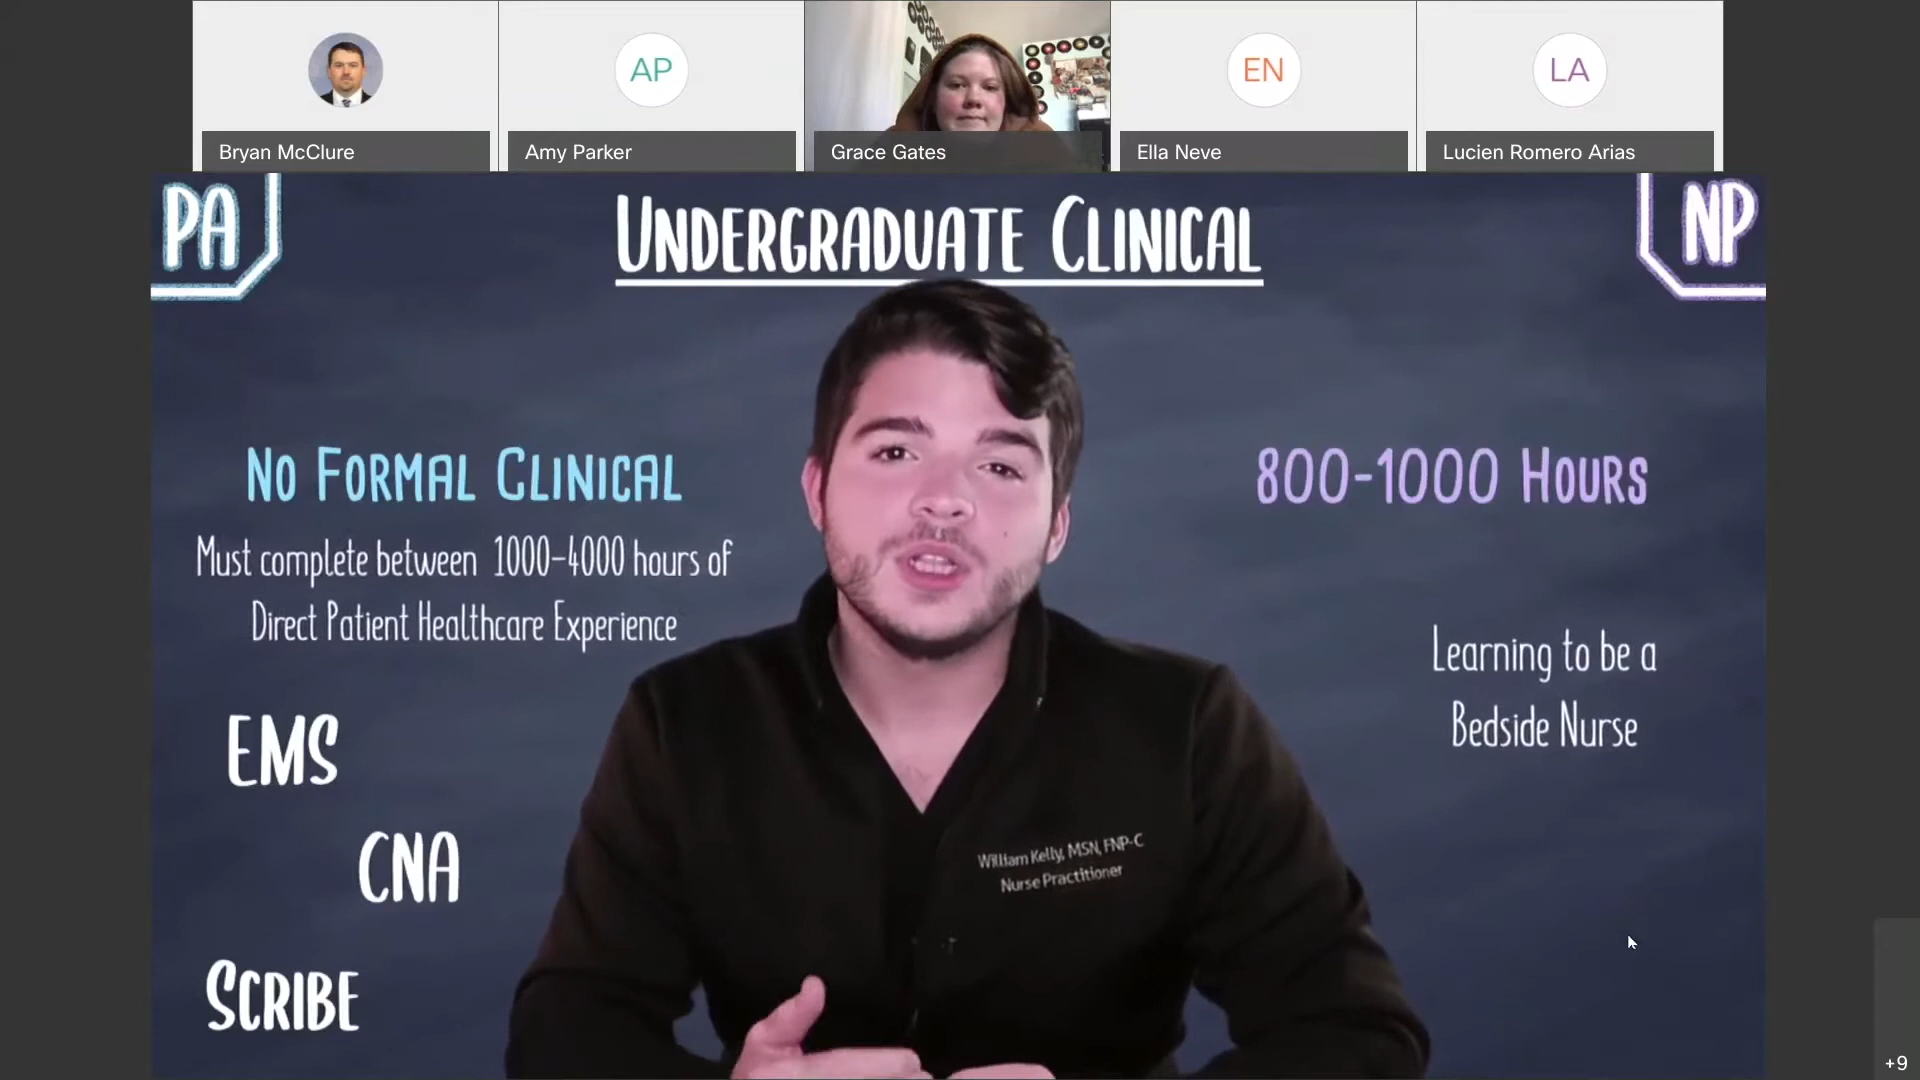 AP
EN
LA
Bryan McClure
Amy Parker
Grace Gates
Ella Neve
Lucien Romero Arias
PA
UNDERGRADUATE CLINICAL
NP
NO FORMAL CLINICAL
Must complete between 1000-4000 hours of
Direct Patient Healthcare Experience
EMS
CNA
SCRIBE
800-1000 HOURS
Learning to be a
Bedside Nurse
William Kelly, MSN, FNP-C
Nurse Practitioner
+9